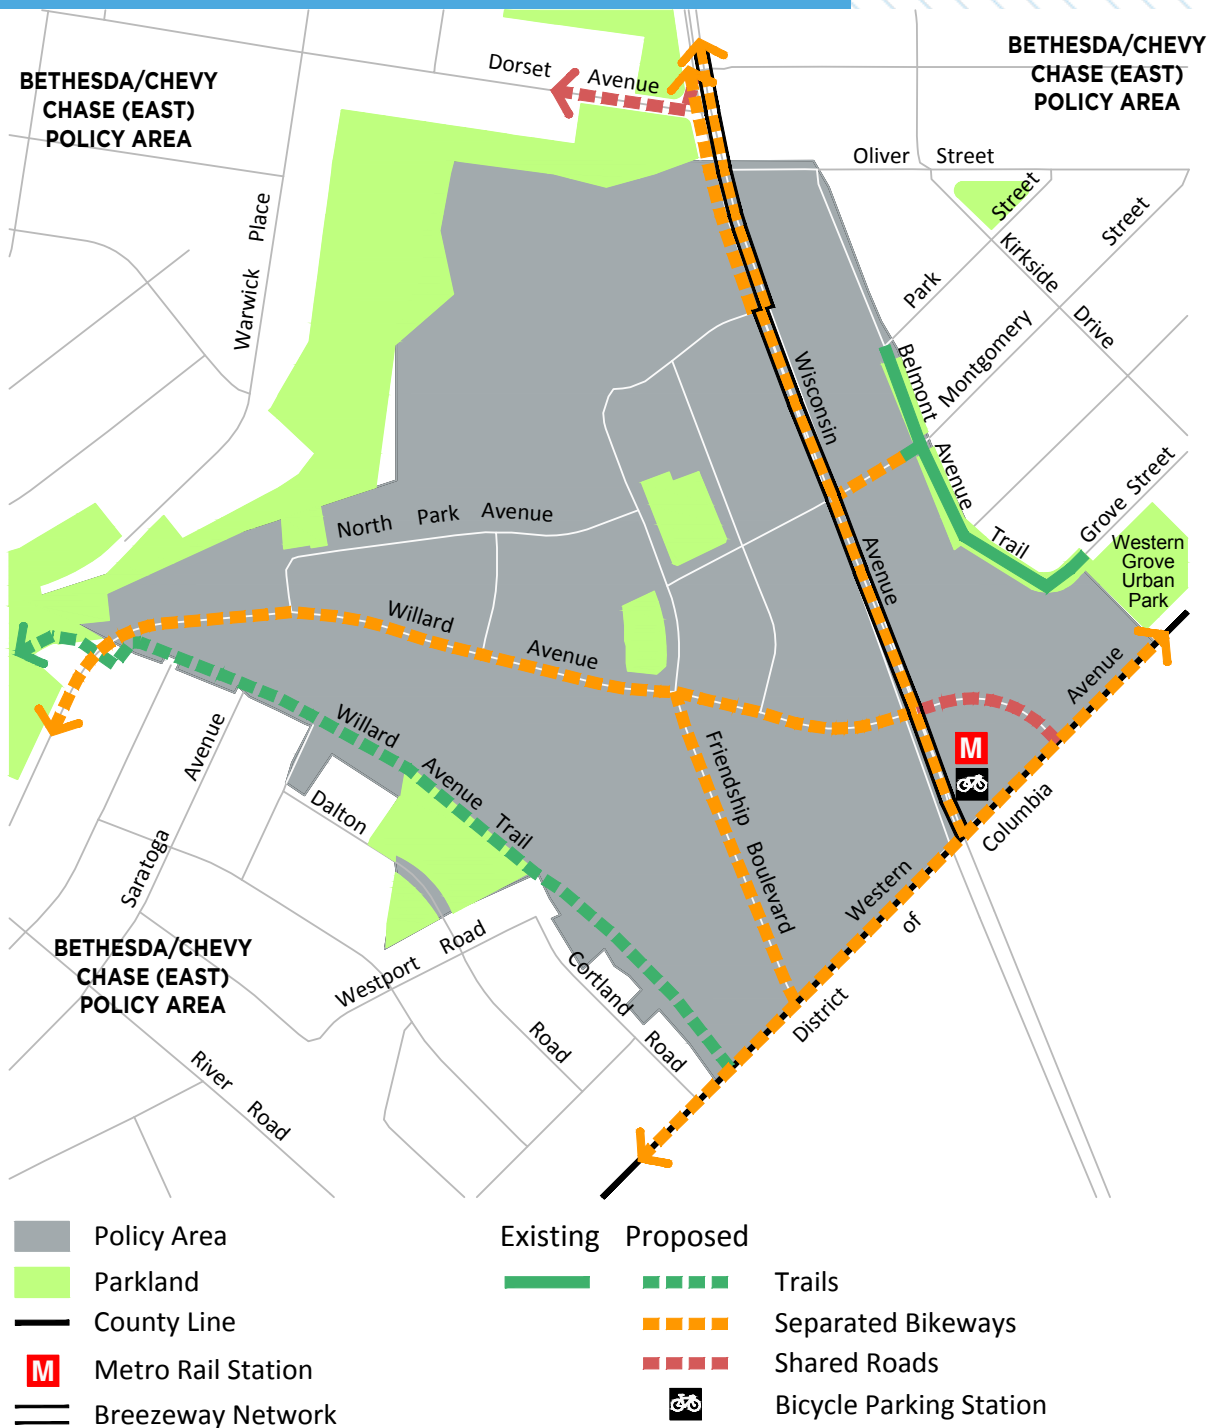 BETHESDA/CHEVY
CHASE (EAST)
POLICY AREA
BETHESDA/CHEVY
CHASE (EAST)
POLICY AREA
Dorset Avenue
Oliver Street
Park Street
Kirkside Drive
Montgomery Street
Warwick Place
Belmont Avenue Trail
Wisconsin Avenue
Grove Street
North Park Avenue
Western
Grove
Urban
Park
Willard Avenue
Willard Avenue Trail
Friendship Boulevard
M
Western Avenue
District of Columbia
Saratoga Avenue
Dalton Road
Westport Road
Cortland Road
BETHESDA/CHEVY
CHASE (EAST)
POLICY AREA
River Road
Policy Area
Parkland
County Line
M Metro Rail Station
Breezeway Network
Existing Proposed
Trails
Separated Bikeways
Shared Roads
Bicycle Parking Station